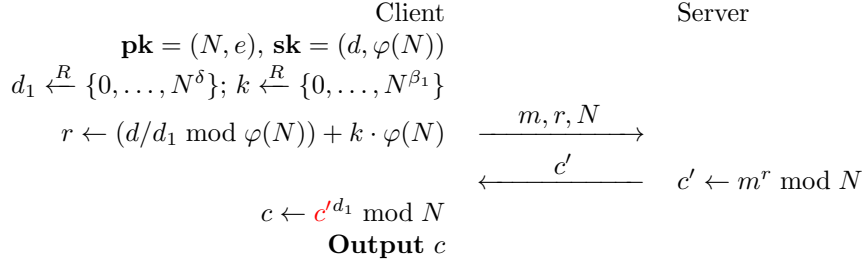 Client Server
pk = (N, e), sk = (d, φ(N))
d₁ ←R {0, …, N^δ}; k ←R {0, …, N^β₁}
r ← (d/d₁ mod φ(N)) + k · φ(N) m, r, N
c′ c′ ← m^r mod N
c ← c′^d₁ mod N
Output c